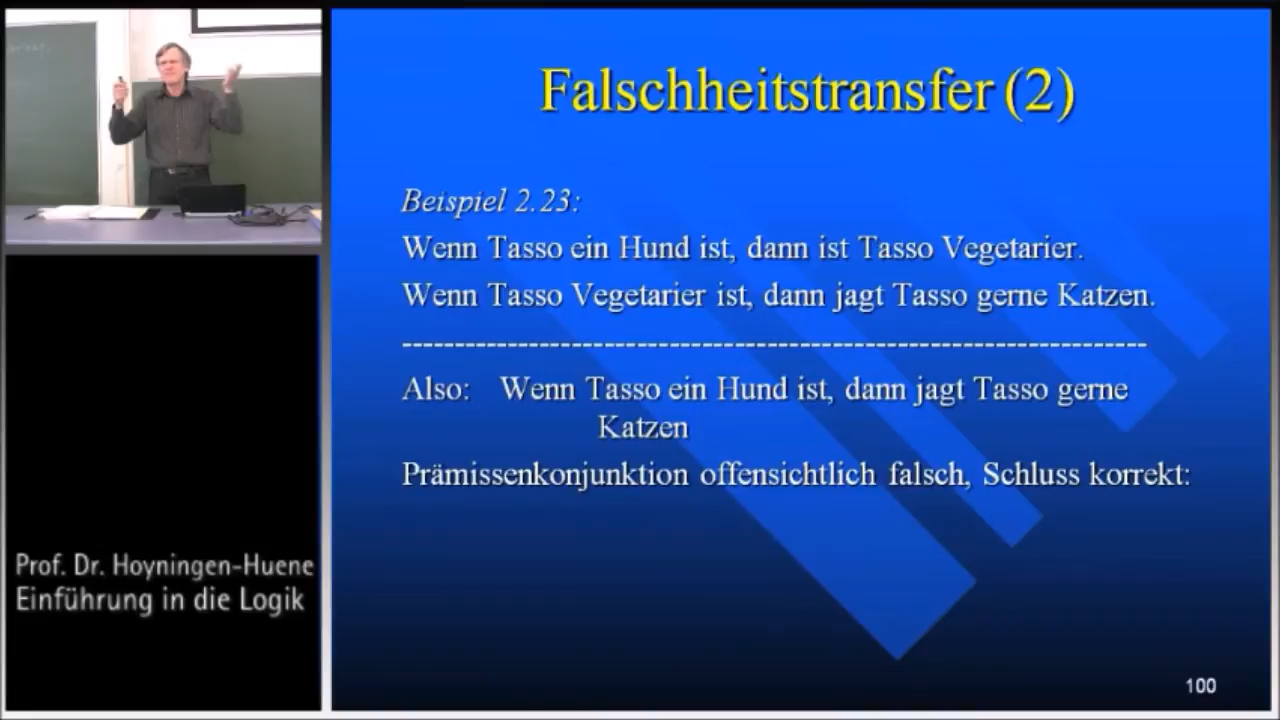 Falschheitstransfer (2)
Beispiel 2.23:
Wenn Tasso ein Hund ist, dann ist Tasso Vegetarier.
Wenn Tasso Vegetarier ist, dann jagt Tasso gerne Katzen.
--------------------------------------------------------------------
Also: Wenn Tasso ein Hund ist, dann jagt Tasso gerne
Katzen
Prämissenkonjunktion offensichtlich falsch, Schluss korrekt:
Prof. Dr. Hoyningen-Huene
Einführung in die Logik
100